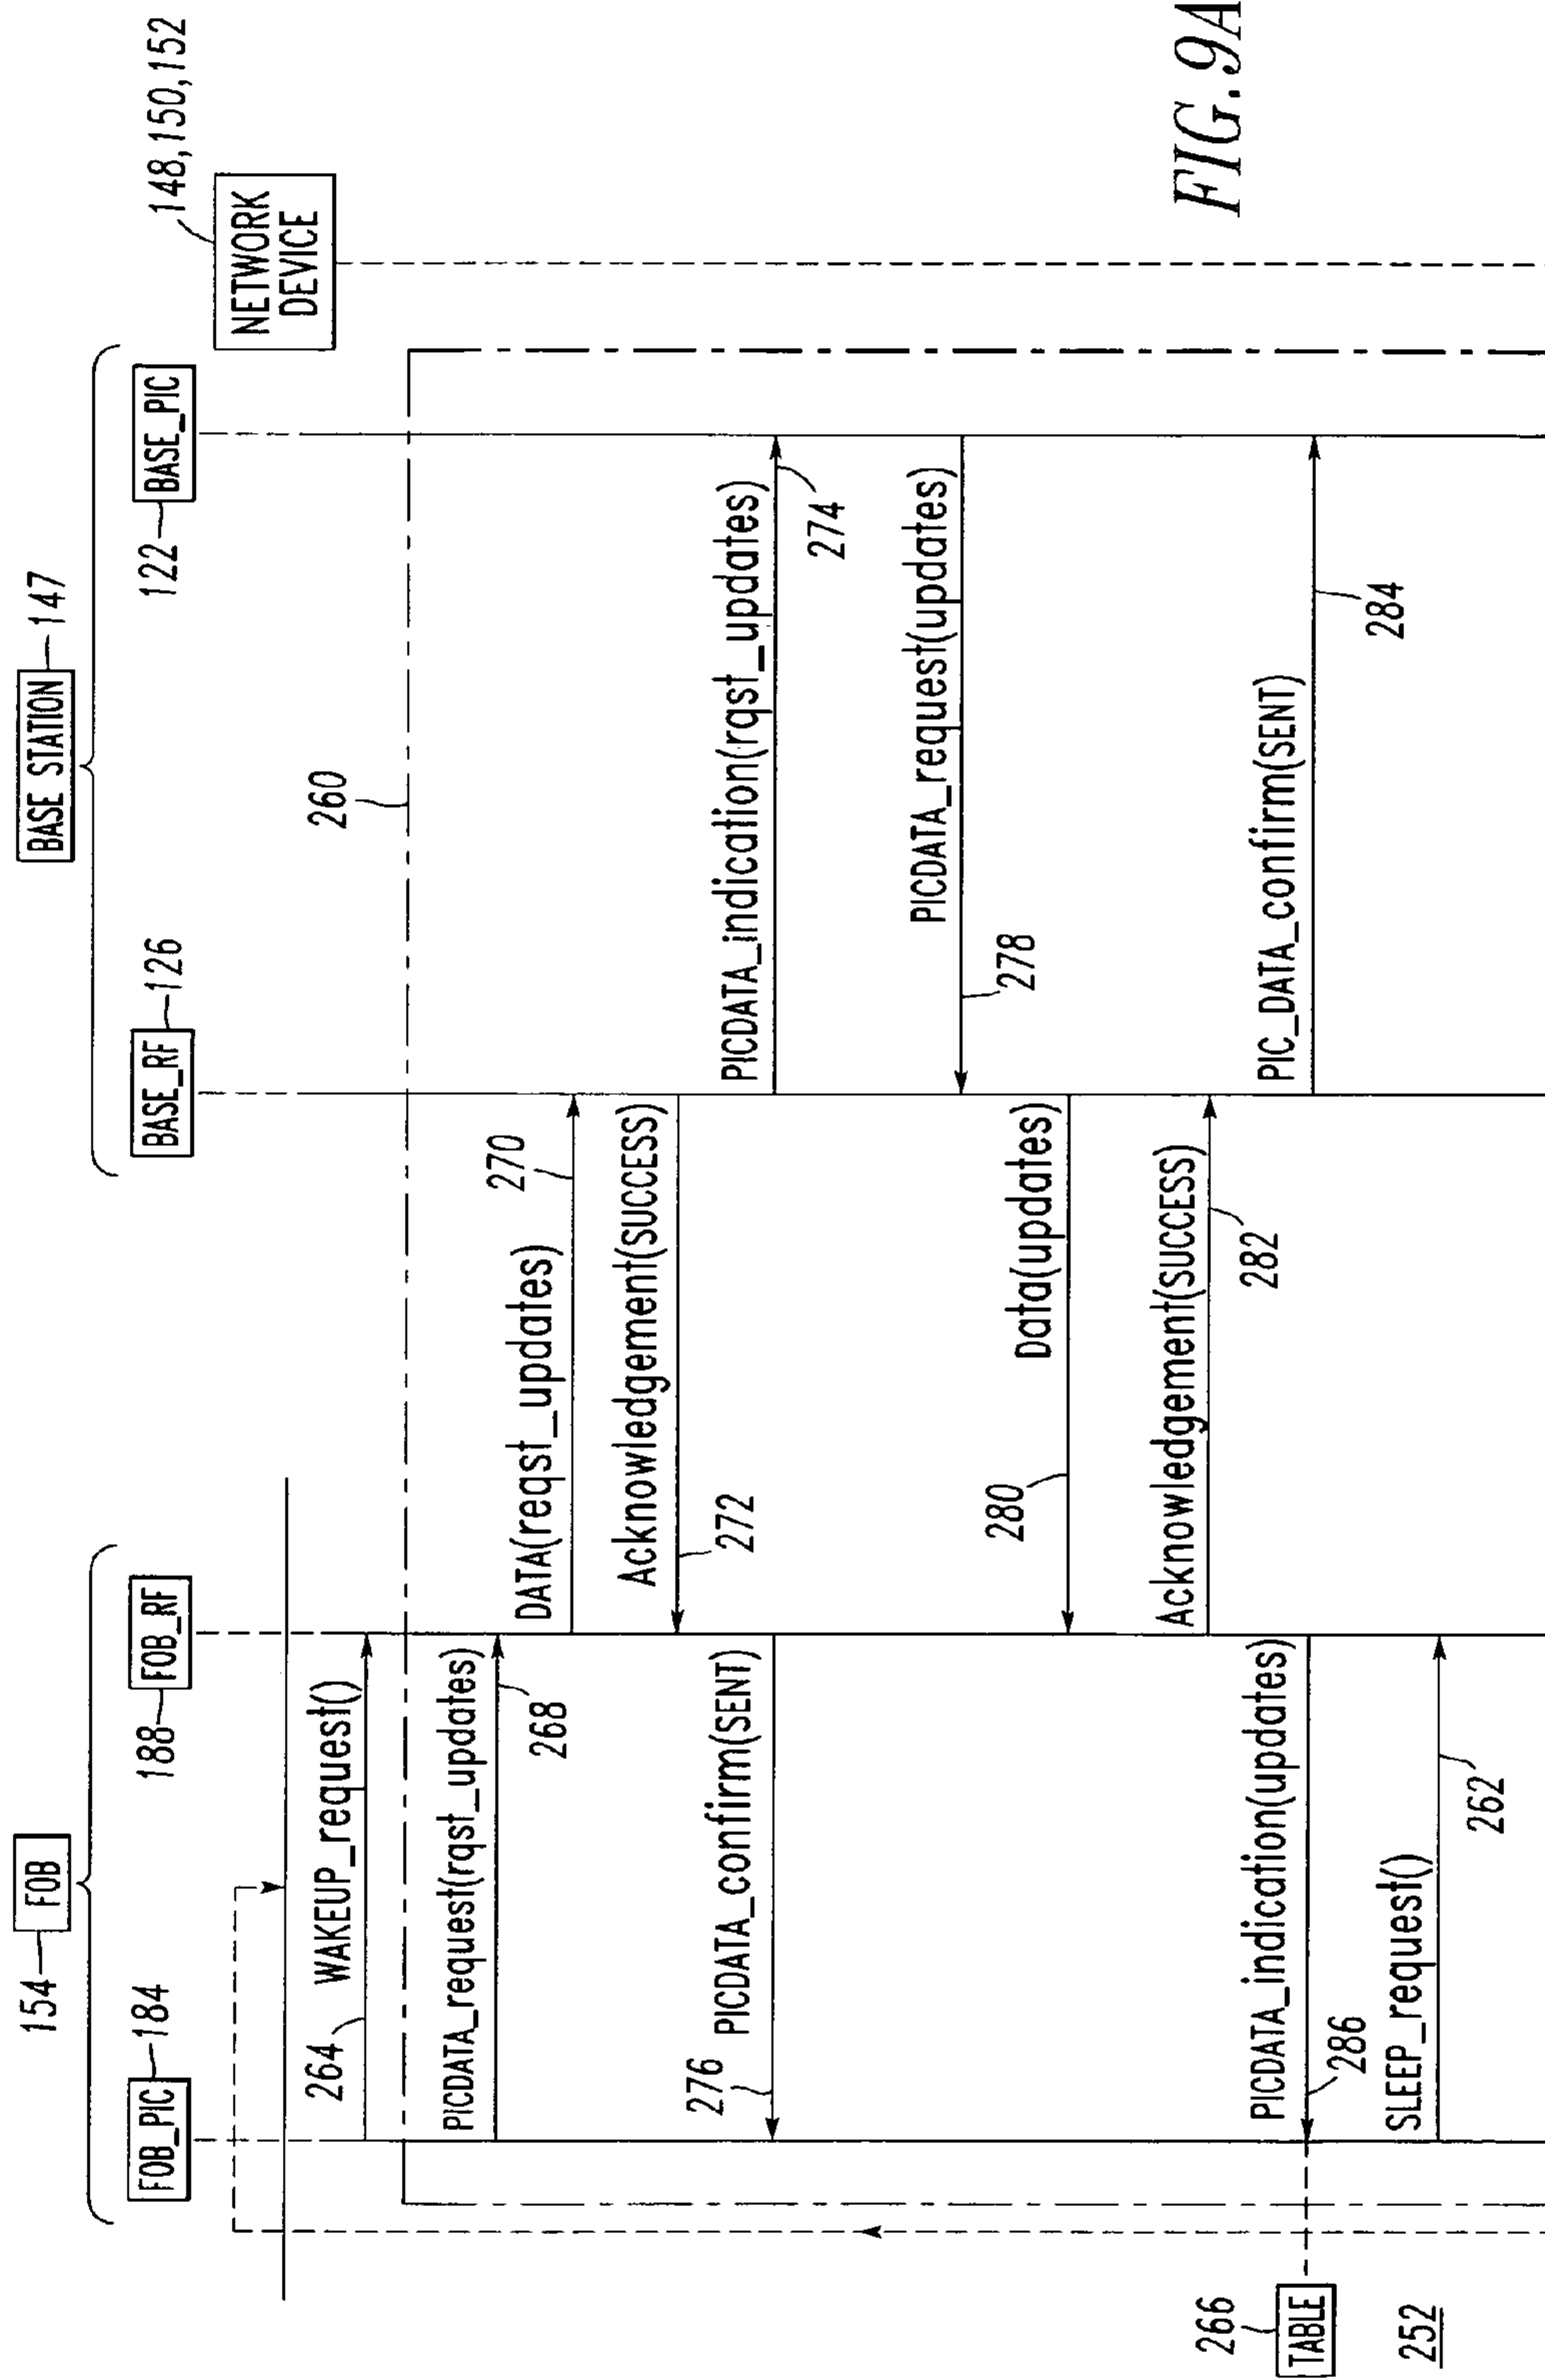 154 FOB
BASE STATION 147
FOB_PIC 184
188 FOB_RF
BASE_RF 126
122 BASE_PIC
148,150,152
NETWORK
DEVICE
264
WAKEUP_request()
260
PICDATA_request(rqst_updates)
268
DATA(reqst_updates)
270
Acknowledgement(SUCCESS)
272
PICDATA_indication(rqst_updates)
274
276
PICDATA_confirm(SENT)
PICDATA_request(updates)
278
Data(updates)
280
Acknowledgement(SUCCESS)
282
PIC_DATA_confirm(SENT)
284
266
TABLE
PICDATA_indication(updates)
286
SLEEP_request()
262
252
FIG.9A